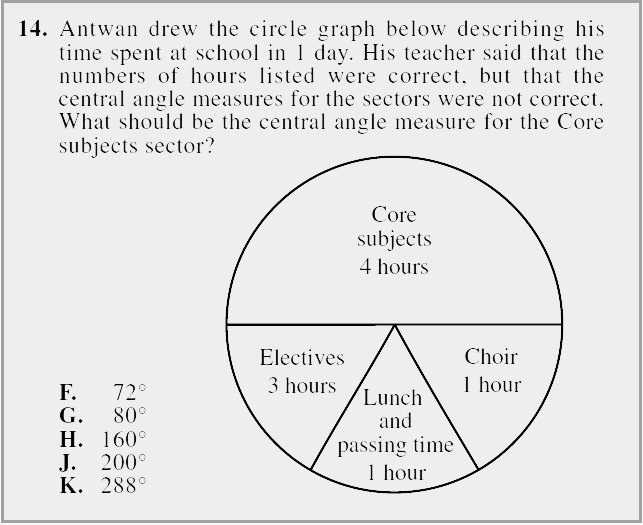 14. Antwan drew the circle graph below describing his
time spent at school in 1 day. His teacher said that the
numbers of hours listed were correct, but that the
central angle measures for the sectors were not correct.
What should be the central angle measure for the Core
subjects sector?
Core
subjects
4 hours
Electives
3 hours
Choir
1 hour
Lunch
and
passing time
1 hour
F. 72°
G. 80°
H. 160°
J. 200°
K. 288°